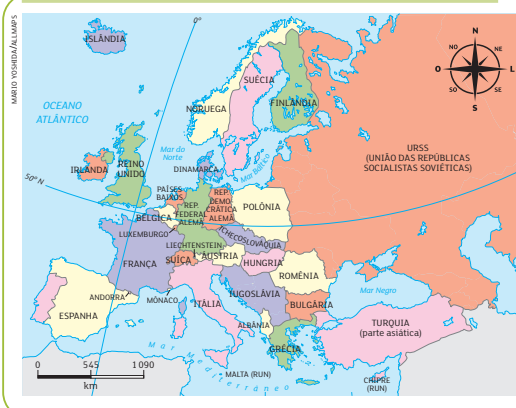 MARIO YOSHIDA/ALLMAPS
ISLÂNDIA
0°
N
NO
NE
O
L
SO
SE
S
SUÉCIA
NORUEGA
FINLÂNDIA
OCEANO
ATLÂNTICO
Mar do
Norte
Mar Báltico
URSS
(UNIÃO DAS REPÚBLICAS
SOCIALISTAS SOVIÉTICAS)
50° N
IRLANDA
REINO
UNIDO
DINAMARCA
PAÍSES
BAIXOS
REP.
DEMO-
CRÁTICA
ALEMÃ
REP.
FEDERAL
ALEMÃ
POLÔNIA
BÉLGICA
LUXEMBURGO
TCHECOSLOVÁQUIA
LIECHTENSTEIN
FRANÇA
SUÍÇA
ÁUSTRIA
HUNGRIA
ROMÊNIA
ANDORRA
MÔNACO
ITÁLIA
IUGOSLÁVIA
Mar Negro
BULGÁRIA
ESPANHA
ALBÂNIA
TURQUIA
(parte asiática)
GRÉCIA
Mar Mediterrâneo
MALTA (RUN)
CHIPRE
(RUN)
0 545 1 090
km